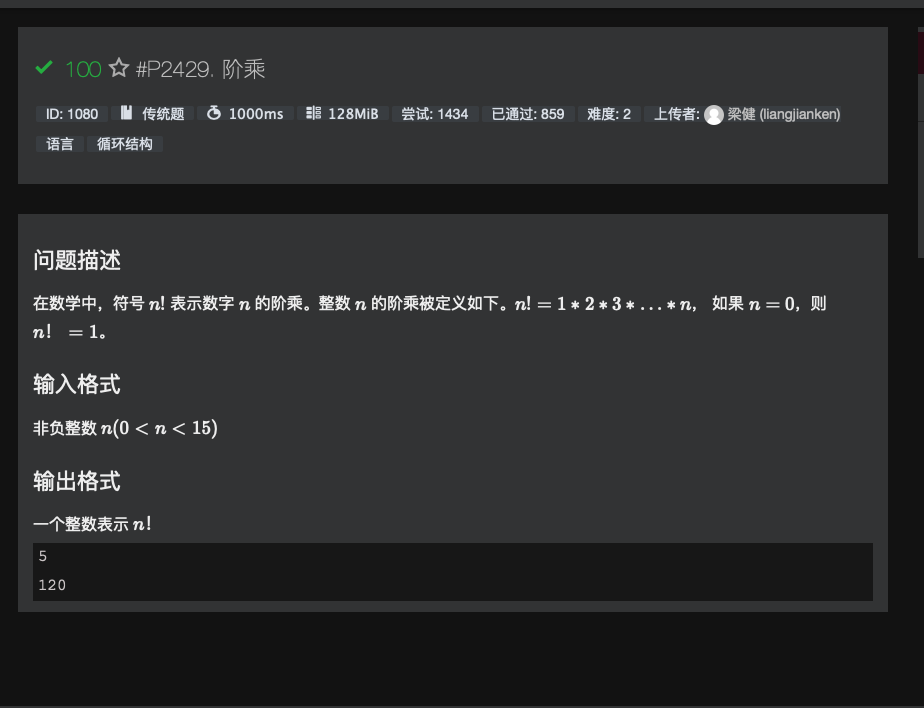 100 #P2429. 阶乘
ID: 1080 传统题 1000ms 128MiB 尝试: 1434 已通过: 859 难度: 2 上传者: 梁健 (liangjianken)
语言 循环结构
问题描述
在数学中，符号 n! 表示数字 n 的阶乘。整数 n 的阶乘被定义如下。n! = 1 * 2 * 3 * ... * n， 如果 n = 0，则
n! = 1。
输入格式
非负整数 n(0 < n < 15)
输出格式
一个整数表示 n!
5
120